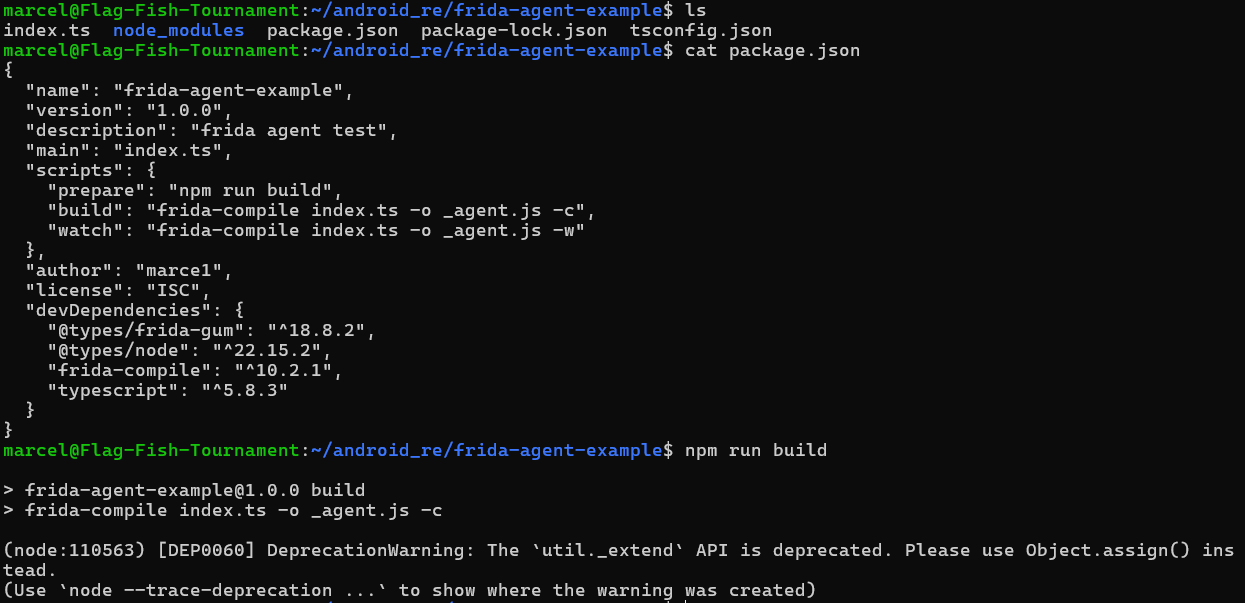 marcel@Flag-Fish-Tournament:~/android_re/frida-agent-example$ ls
index.ts  node_modules  package.json  package-lock.json  tsconfig.json
marcel@Flag-Fish-Tournament:~/android_re/frida-agent-example$ cat package.json
{
  "name": "frida-agent-example",
  "version": "1.0.0",
  "description": "frida agent test",
  "main": "index.ts",
  "scripts": {
    "prepare": "npm run build",
    "build": "frida-compile index.ts -o _agent.js -c",
    "watch": "frida-compile index.ts -o _agent.js -w"
  },
  "author": "marce1",
  "license": "ISC",
  "devDependencies": {
    "@types/frida-gum": "^18.8.2",
    "@types/node": "^22.15.2",
    "frida-compile": "^10.2.1",
    "typescript": "^5.8.3"
  }
}
marcel@Flag-Fish-Tournament:~/android_re/frida-agent-example$ npm run build

> frida-agent-example@1.0.0 build
> frida-compile index.ts -o _agent.js -c

(node:110563) [DEP0060] DeprecationWarning: The `util._extend` API is deprecated. Please use Object.assign() ins
tead.
(Use `node --trace-deprecation ...` to show where the warning was created)